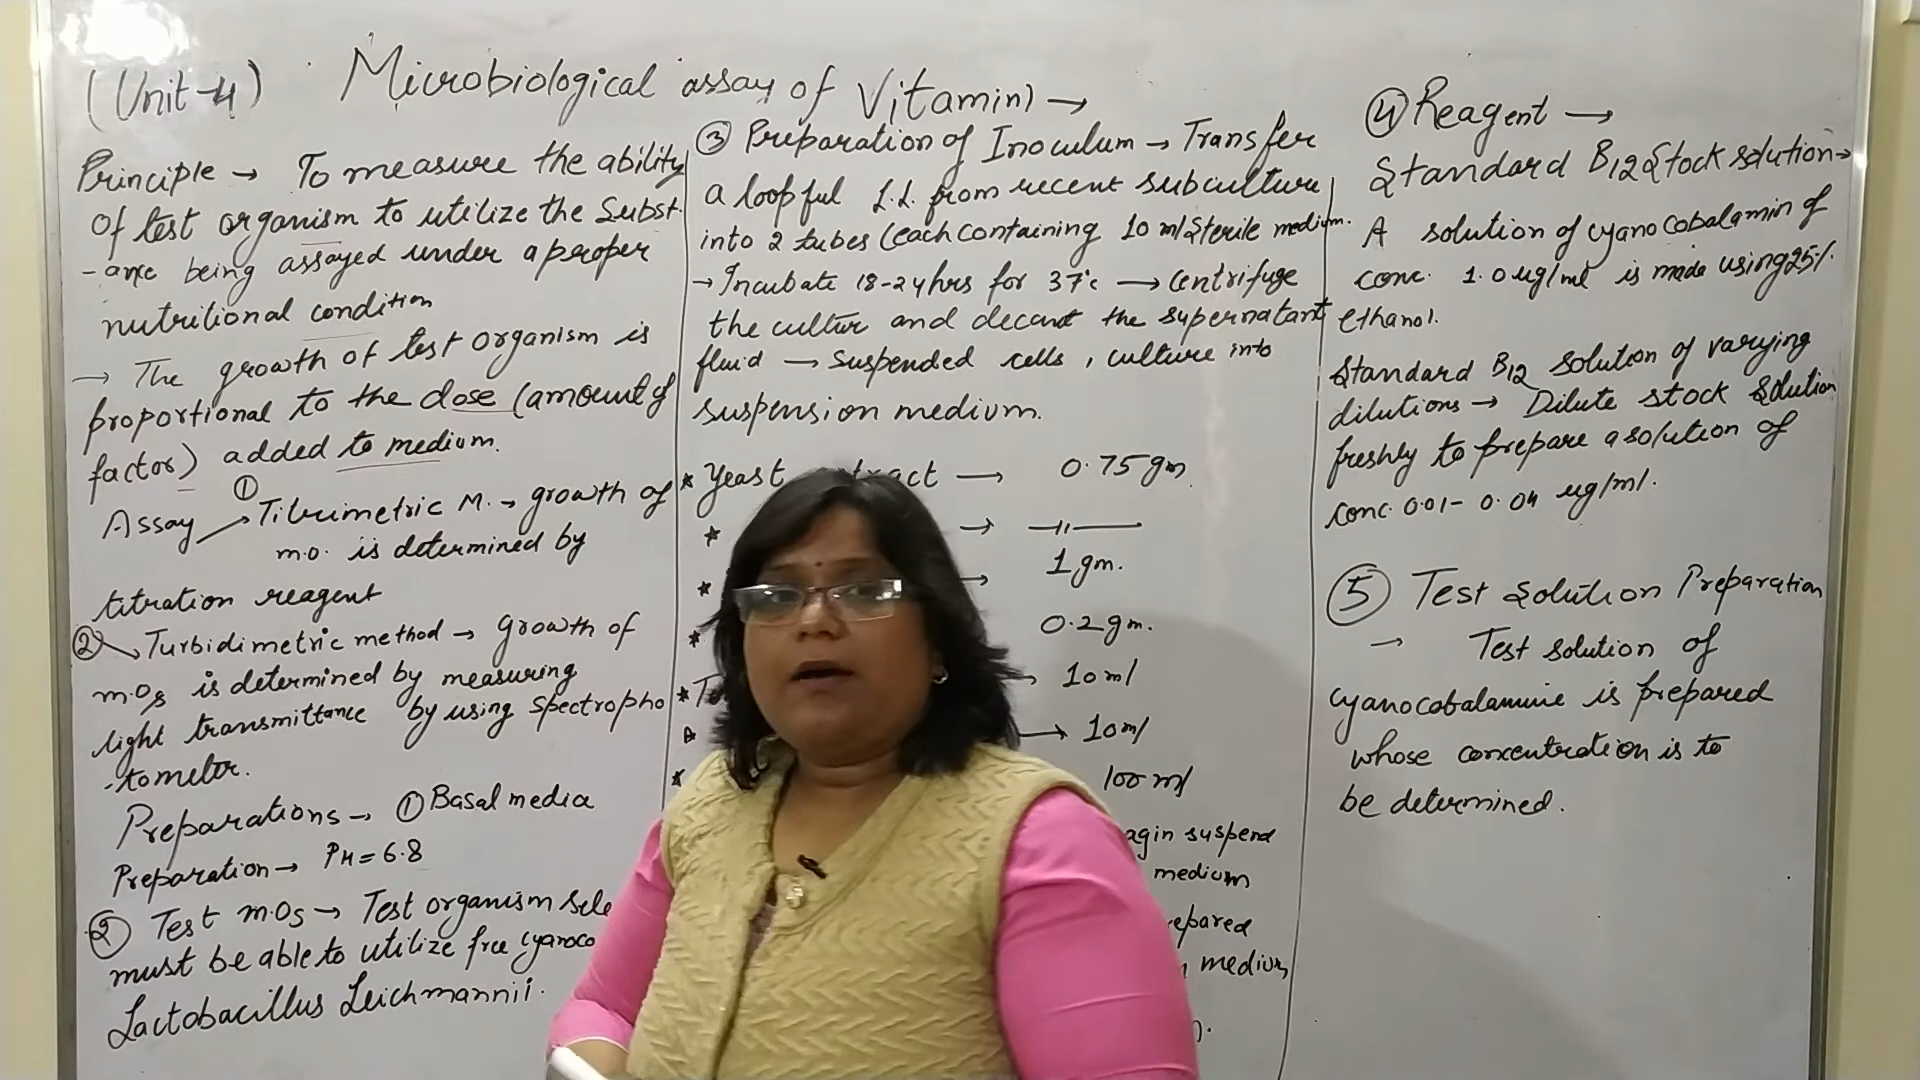 (Unit-4) Microbiological assay of Vitamin) →
Principle → To measure the ability
of test organism to utilize the Subst-
-ance being assayed under a proper
nutritional condition
→ The growth of test organism is
proportional to the dose (amount of
factor) added to medium.
Assay → ① Titrimetric M. → growth of
m.o. is determined by
titration reagent
② Turbidimetric method → growth of
m.Os is determined by measuring
light transmittance by using spectropho
-tometer.
Preparations → ① Basal media
Preparation → PH = 6.8
② Test m.Os → Test organism sele
must be able to utilize free cyanoco
Lactobacillus Leichmannii.
③ Preparation of Inoculum → Transfer
a loopful L.L. from recent subculture
into 2 tubes (each containing 10 ml sterile medium.
→ Incubate 18-24 hrs for 37°c → Centrifuge
the cultur and decant the supernatant
fluid → suspended cells, culture into
suspension medium.
* Yeast extract → 0.75 gm
* → —11—
* → 1 gm.
* 0.2 gm.
* → 10 ml
→ 10 ml
* 100 ml
agin suspend
medium
epared
medium
④ Reagent →
Standard B12 Stock solution →
A solution of cyanocobalamin of
conc. 1.0 ug/ml is made using 25%
ethanol.
Standard B12 solution of varying
dilutions → Dilute stock solution
freshly to prepare a solution of
conc. 0.01 - 0.04 ug/ml.
⑤ Test Solution Preparation
→ Test solution of
cyanocobalamine is prepared
whose concentration is to
be determined.